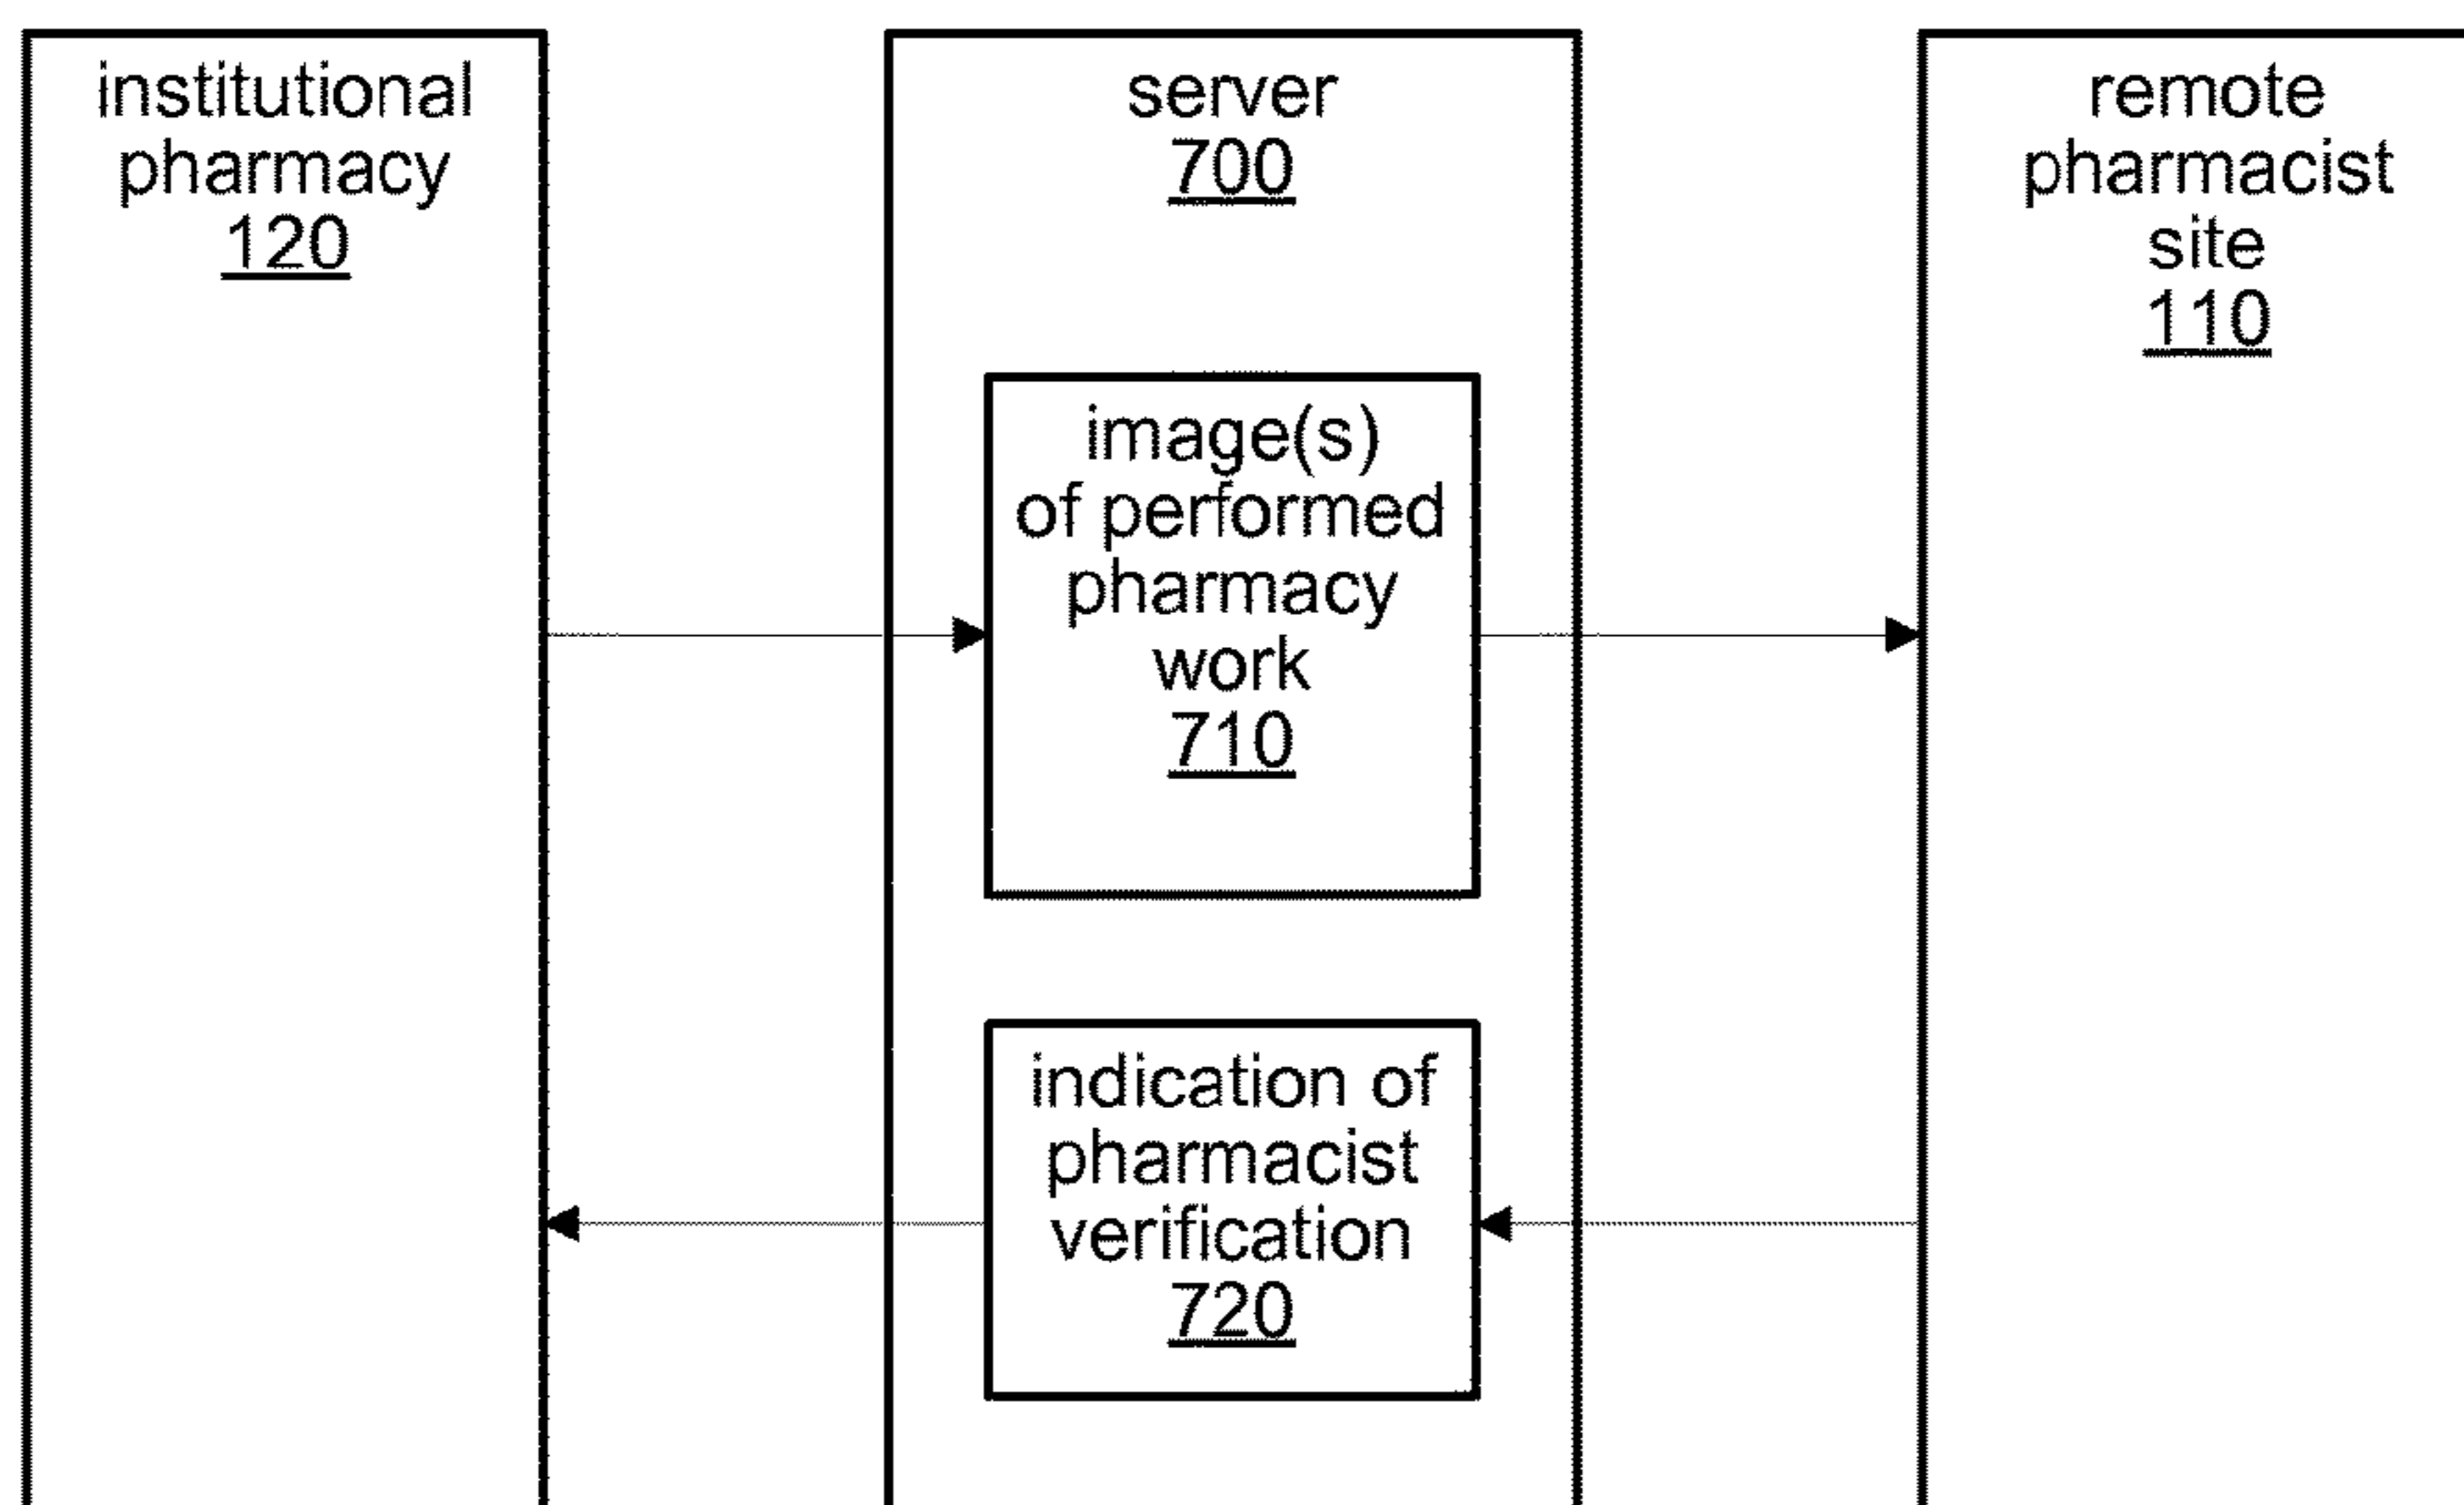 institutional
pharmacy
120
server
700
remote
pharmacist
site
110
image(s)
of performed
pharmacy
work
710
indication of
pharmacist
verification
720